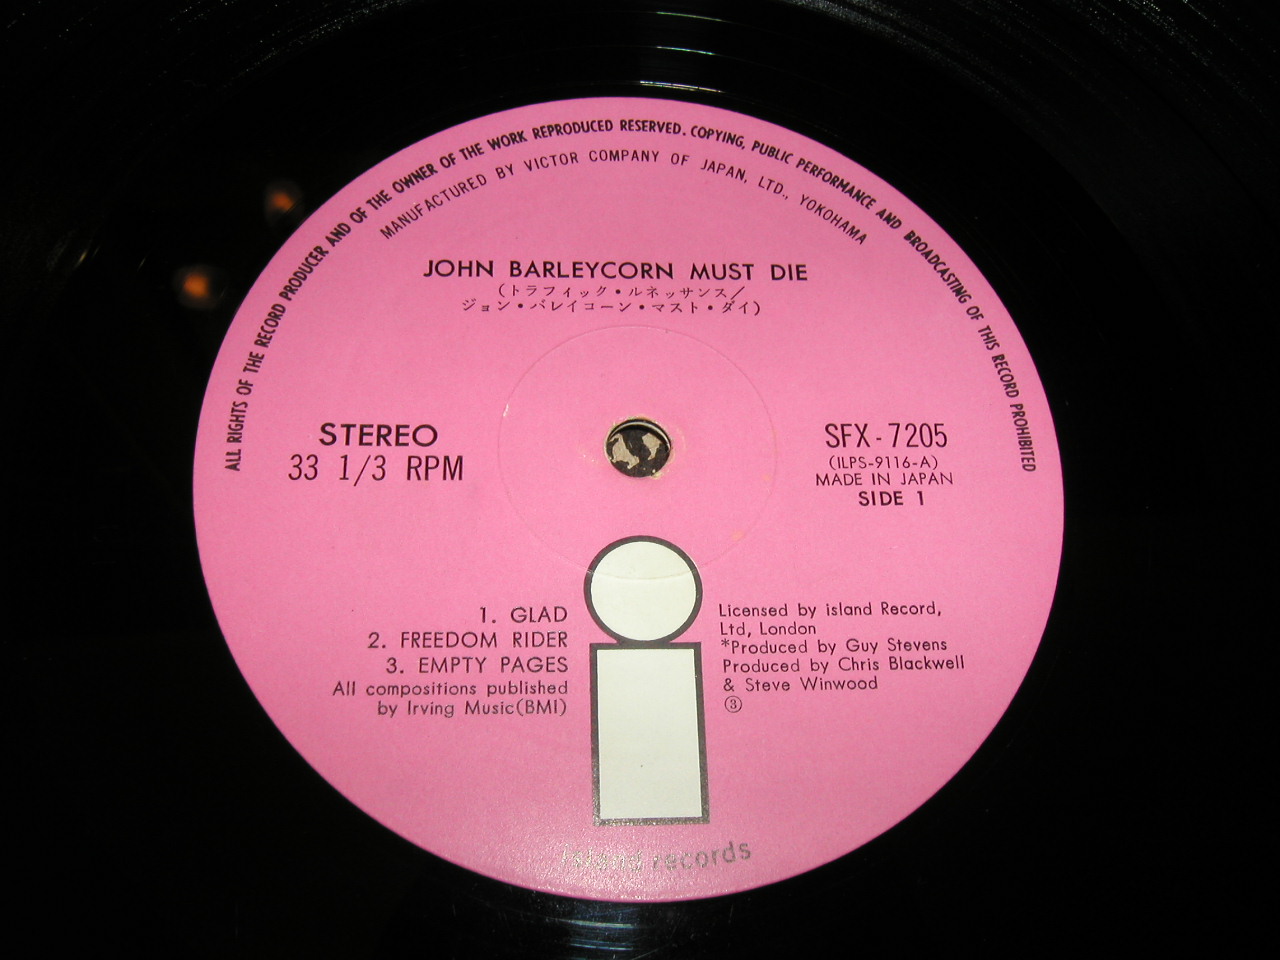 ALL RIGHTS OF THE RECORD PRODUCER AND OF THE OWNER OF THE WORK REPRODUCED RESERVED. COPYING, PUBLIC PERFORMANCE AND BROADCASTING OF THIS RECORD PROHIBITED
MANUFACTURED BY VICTOR COMPANY OF JAPAN, LTD., YOKOHAMA
JOHN BARLEYCORN MUST DIE
(トラフィック・ルネッサンス/
ジョン・バレイコーン・マスト・ダイ)
STEREO
33 1/3 RPM
SFX-7205
(ILPS-9116-A)
MADE IN JAPAN
SIDE 1
1. GLAD
2. FREEDOM RIDER
3. EMPTY PAGES
All compositions published
by Irving Music(BMI)
Licensed by island Record,
Ltd, London
*Produced by Guy Stevens
Produced by Chris Blackwell
& Steve Winwood
③
i
island records